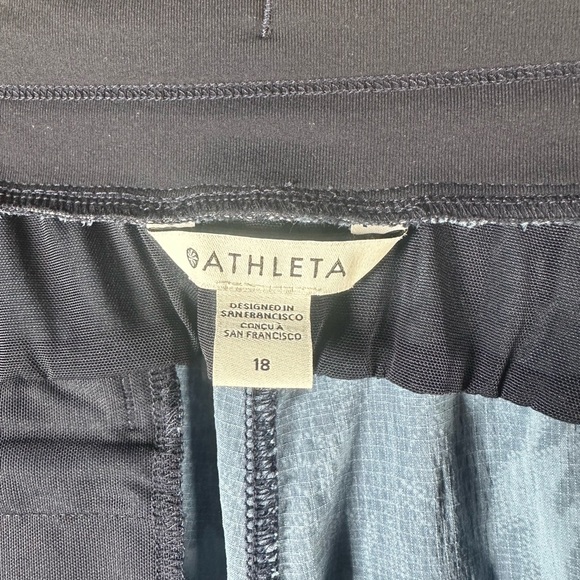 ATHLETA
DESIGNED IN
SAN FRANCISCO
CONÇU À
SAN FRANCISCO
18